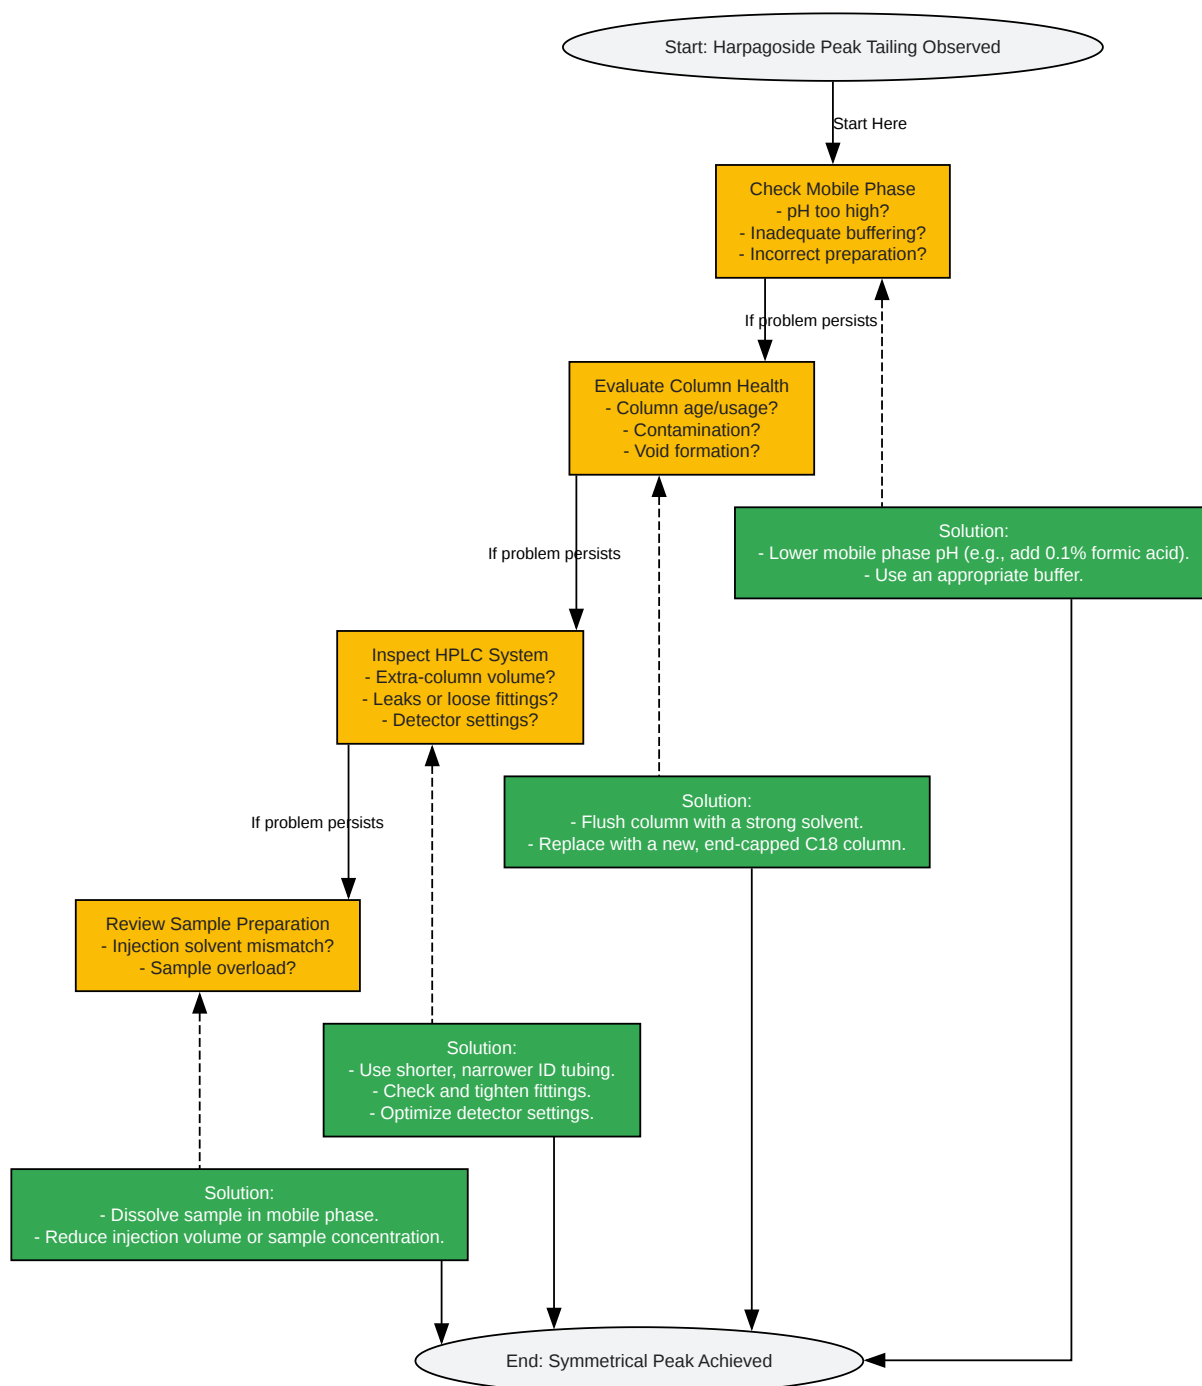 Start: Harpagoside Peak Tailing Observed
Start Here
Check Mobile Phase
- pH too high?
- Inadequate buffering?
- Incorrect preparation?
If problem persists
Evaluate Column Health
- Column age/usage?
- Contamination?
- Void formation?
Solution:
- Lower mobile phase pH (e.g., add 0.1% formic acid).
- Use an appropriate buffer.
If problem persists
Inspect HPLC System
- Extra-column volume?
- Leaks or loose fittings?
- Detector settings?
Solution:
- Flush column with a strong solvent.
- Replace with a new, end-capped C18 column.
If problem persists
Review Sample Preparation
- Injection solvent mismatch?
- Sample overload?
Solution:
- Use shorter, narrower ID tubing.
- Check and tighten fittings.
- Optimize detector settings.
Solution:
- Dissolve sample in mobile phase.
- Reduce injection volume or sample concentration.
End: Symmetrical Peak Achieved